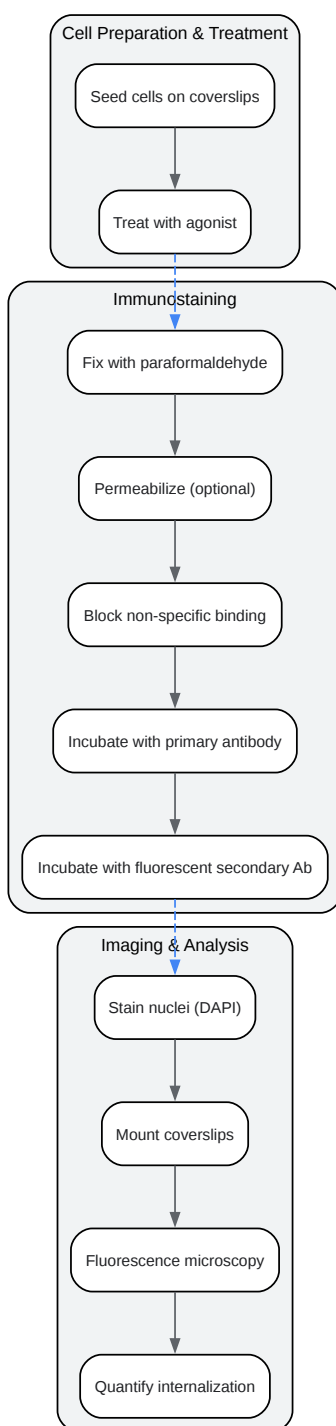 Cell Preparation & Treatment
Seed cells on coverslips
Treat with agonist
Immunostaining
Fix with paraformaldehyde
Permeabilize (optional)
Block non-specific binding
Incubate with primary antibody
Incubate with fluorescent secondary Ab
Imaging & Analysis
Stain nuclei (DAPI)
Mount coverslips
Fluorescence microscopy
Quantify internalization